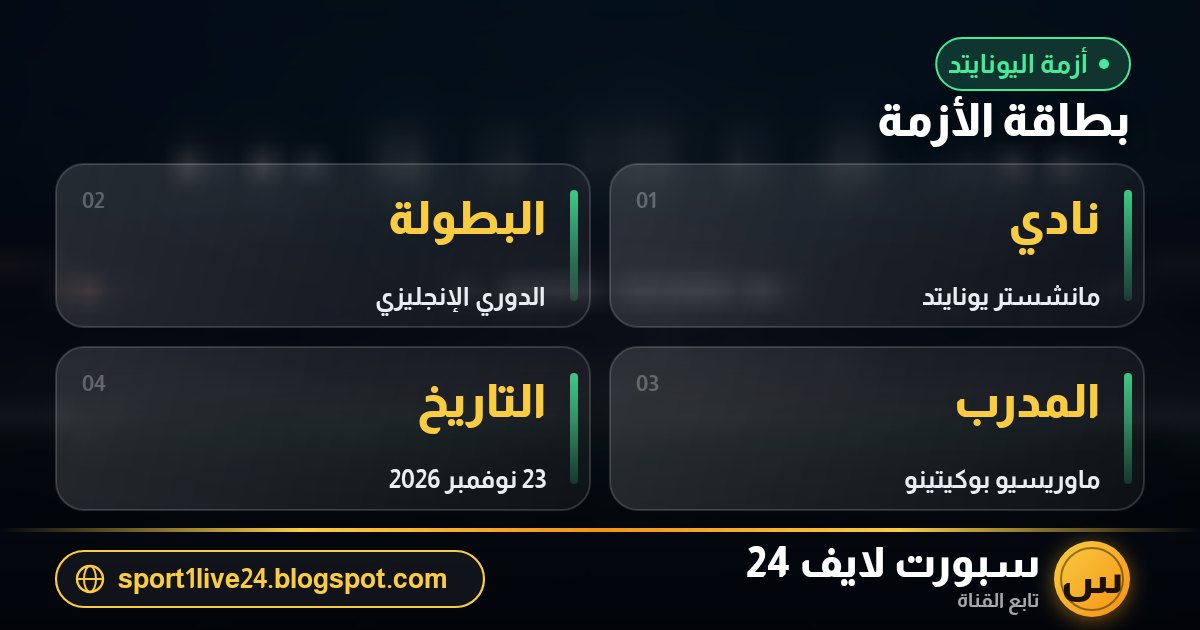 أزمة اليونايتد
بطاقة الأزمة
01
نادي
مانشستر يونايتد
02
البطولة
الدوري الإنجليزي
03
المدرب
ماوريسيو بوكيتينو
04
التاريخ
23 نوفمبر 2026
س
سبورت لايف 24
تابع القناة
sport1live24.blogspot.com